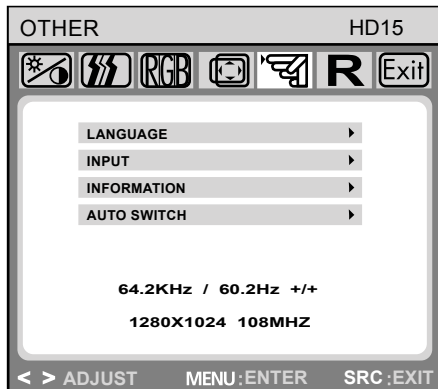 OTHER HD15
RGB R Exit
LANGUAGE
INPUT
INFORMATION
AUTO SWITCH
64.2KHz / 60.2Hz +/+
1280X1024 108MHZ
< > ADJUST MENU:ENTER SRC:EXIT